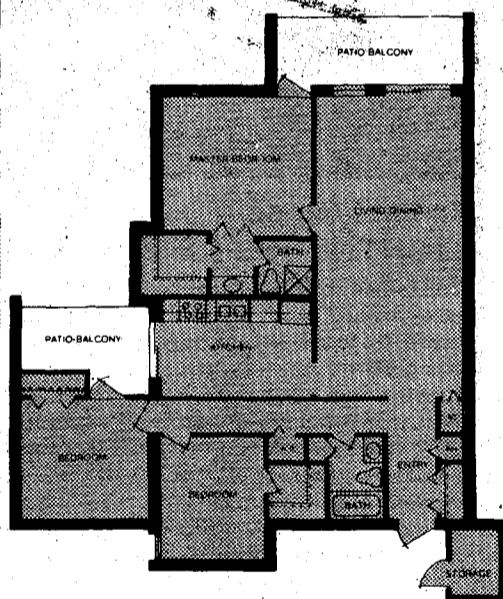 PATIO BALCONY
MASTER BEDROOM
LIVING DINING
BATH
PATIO-BALCONY
KITCHEN
BEDROOM
BEDROOM
ENTRY
BATH
STORAGE